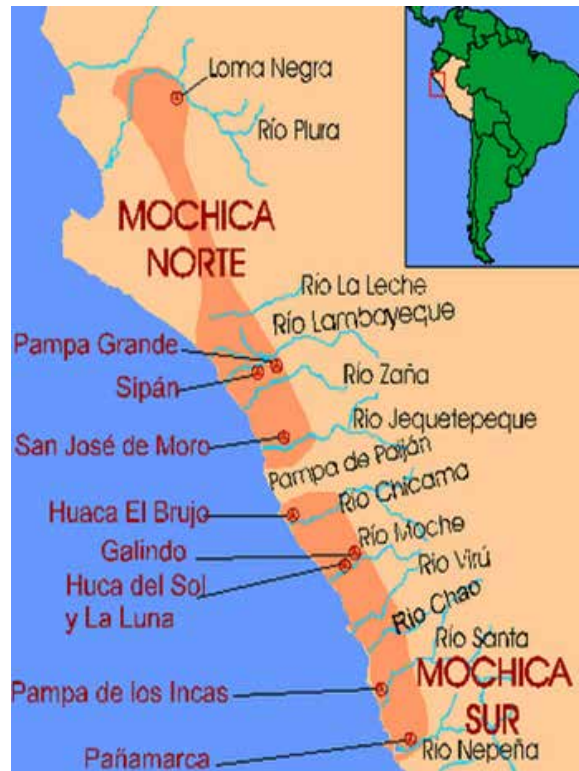 Loma Negra
Río Plura
MOCHICA
NORTE
Río La Leche
Río Lambayeque
Pampa Grande
Sipán
Río Zaña
Río Jequetepeque
San José de Moro
Pampa de Paiján
Río Chicama
Huaca El Brujo
Río Moche
Galindo
Río Virú
Huca del Sol
y La Luna
Río Chao
Río Santa
MOCHICA
SUR
Pampa de los Incas
Pañamarca
Río Nepeña